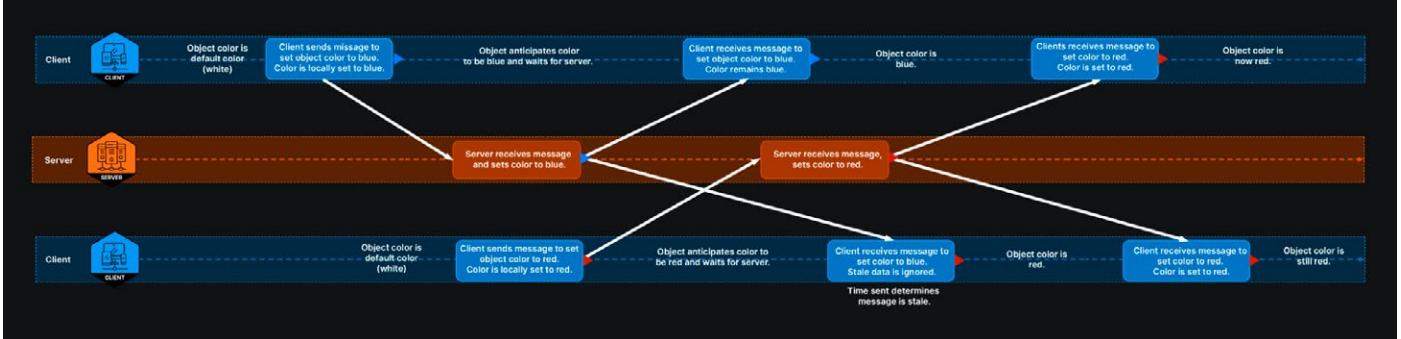 Client
CLIENT
Object color is
default color
(white)
Client sends missage to
set object color to blue.
Color is locally set to blue.
Object anticipates color
to be blue and waits for server.
Client receives message to
set object color to blue.
Color remains blue.
Object color is
blue.
Clients receives message to
set color to red.
Color is set to red.
Object color is
now red.
Server
SERVER
Server receives message
and sets color to blue.
Server receives message,
sets color to red.
Client
CLIENT
Object color is
default color
(white)
Client sends message to set
object color to red.
Color is locally set to red.
Object anticipates color to
be red and waits for server.
Client receives message to
set color to blue.
Stale data is ignored.
Time sent determines
message is stale.
Object color is
red.
Client receives message to
set color to red.
Color is set to red.
Object color is
still red.